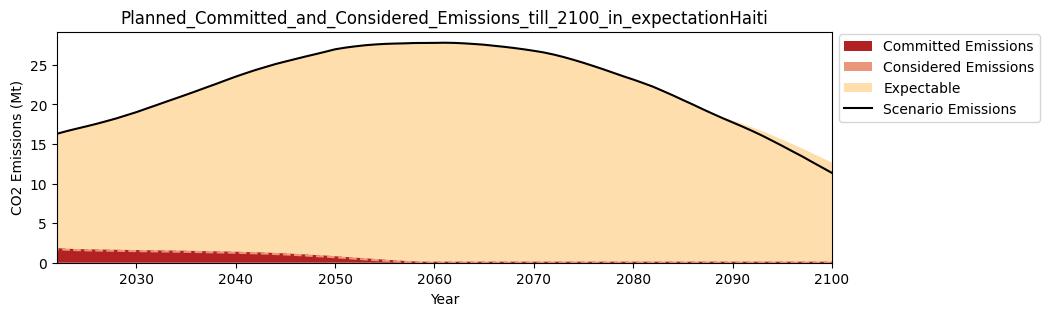 Planned_Committed_and_Considered_Emissions_till_2100_in_expectationHaiti
CO2 Emissions (Mt)
25
20
15
10
5
0
2030 2040 2050 2060 2070 2080 2090 2100
Year
Committed Emissions
Considered Emissions
Expectable
Scenario Emissions